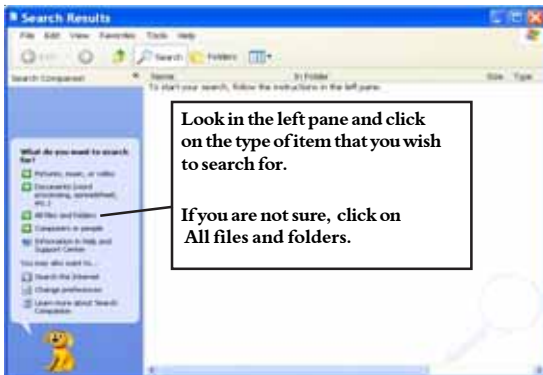 Search Results
File Edit View Favorites Tools Help
Search Folders
Search Companion
Name In Folder Size Type
To start your search, follow the instructions in the left pane.
What do you want to search
for?
Pictures, music, or video
Documents (word
processing, spreadsheet,
etc.)
All files and folders
Computers or people
Information in Help and
Support Center
You may also want to...
Search the Internet
Change preferences
Learn more about Search
Companion
Look in the left pane and click
on the type of item that you wish
to search for.
If you are not sure, click on
All files and folders.